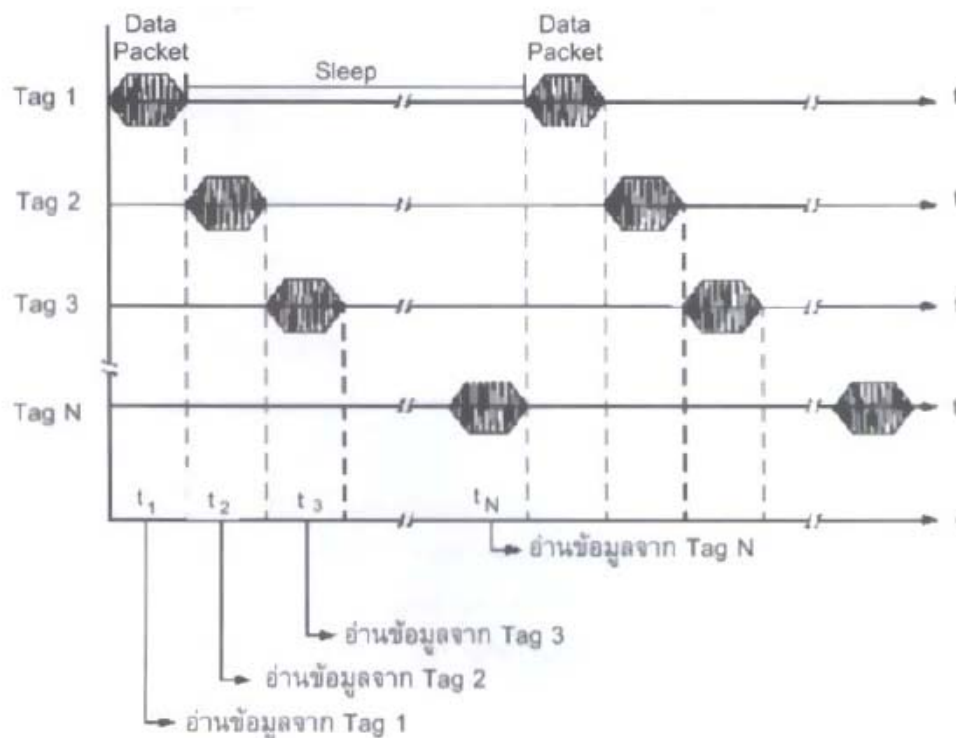 Data
Packet
Data
Packet
Sleep
Tag 1
t
Tag 2
t
Tag 3
t
Tag N
t
t1
t2
t3
tN
อ่านข้อมูลจาก Tag N
อ่านข้อมูลจาก Tag 3
อ่านข้อมูลจาก Tag 2
อ่านข้อมูลจาก Tag 1